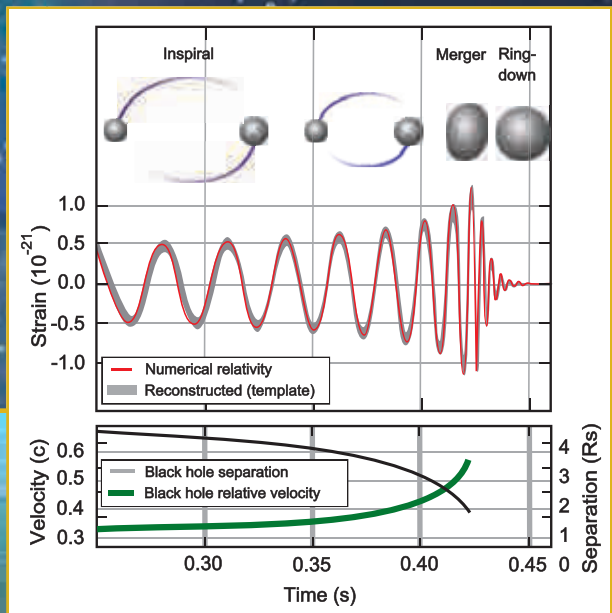 Inspiral
Merger
Ring-
down
Strain (10⁻²¹)
1.0
0.5
0.0
-0.5
-1.0
Numerical relativity
Reconstructed (template)
Velocity (c)
0.6
0.5
0.4
0.3
Black hole separation
Black hole relative velocity
4
3
2
1
0
Separation (Rs)
0.30
0.35
0.40
0.45
Time (s)